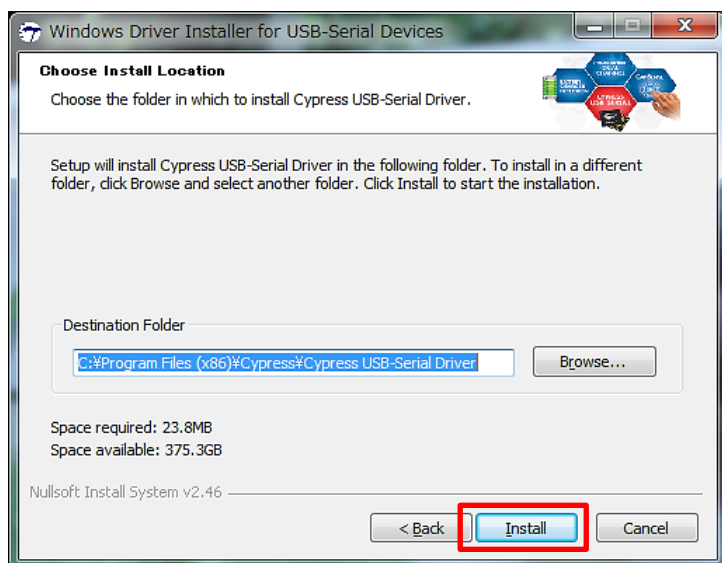 Windows Driver Installer for USB-Serial Devices
Choose Install Location
Choose the folder in which to install Cypress USB-Serial Driver.
Setup will install Cypress USB-Serial Driver in the following folder. To install in a different
folder, click Browse and select another folder. Click Install to start the installation.
Destination Folder
C:¥Program Files (x86)¥Cypress¥Cypress USB-Serial Driver
Browse...
Space required: 23.8MB
Space available: 375.3GB
Nullsoft Install System v2.46
< Back
Install
Cancel